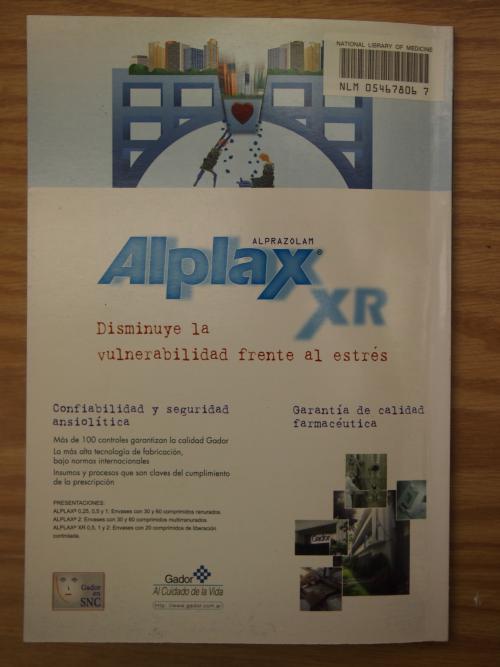 NATIONAL LIBRARY OF MEDICINE
NLM 05467806 7
ALPRAZOLAM
Alplax®
XR
Disminuye la
vulnerabilidad frente al estrés
Confiabilidad y seguridad
ansiolítica
Más de 100 controles garantizan la calidad Gador
La más alta tecnología de fabricación,
bajo normas internacionales
Insumos y procesos que son claves del cumplimiento
de la prescripción
PRESENTACIONES:
ALPLAX® 0,25, 0,5 y 1: Envases con 30 y 60 comprimidos ranurados.
ALPLAX® 2: Envases con 30 y 60 comprimidos multirranurados.
ALPLAX® XR 0,5, 1 y 2: Envases con 20 comprimidos de liberación
controlada.
Garantía de calidad
farmacéutica
Gador
Gador
en
SNC
Gador
Al Cuidado de la Vida
http://www.gador.com.ar